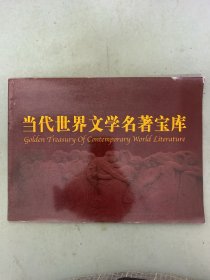 当代世界文学名著宝库
Golden Treasury Of Contemporary World Literature